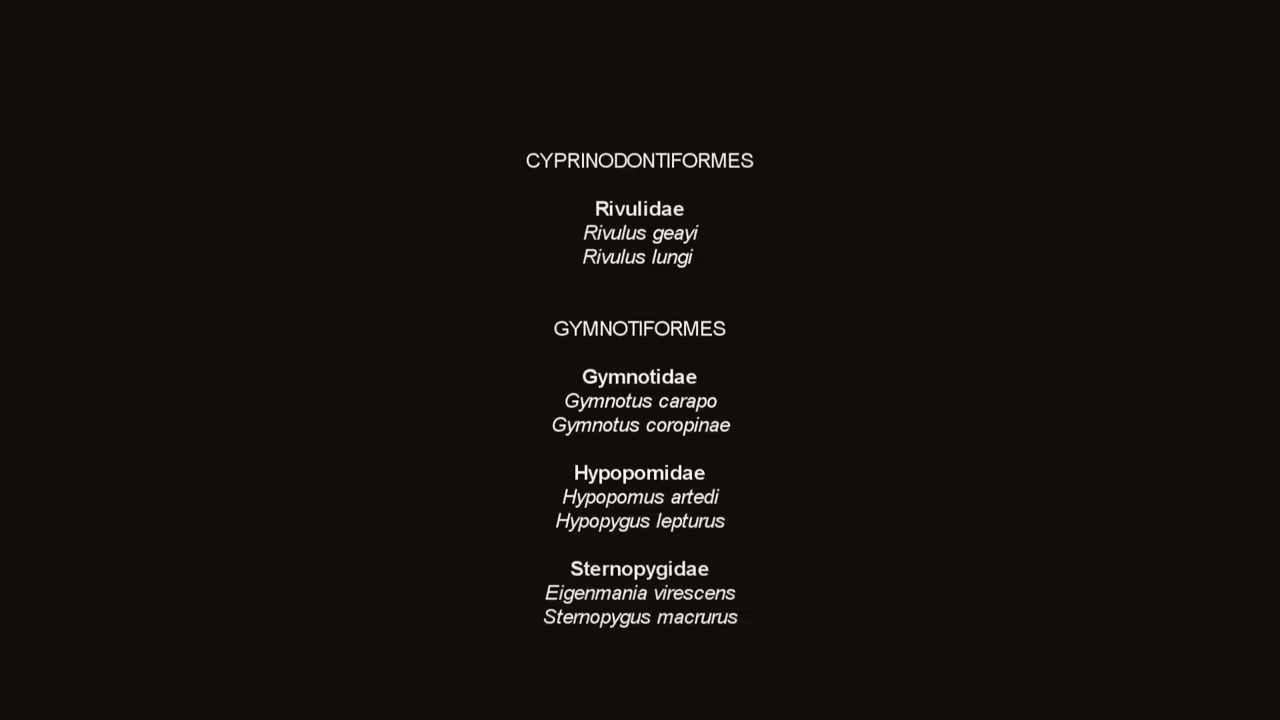 CYPRINODONTIFORMES
Rivulidae
Rivulus geayi
Rivulus lungi
GYMNOTIFORMES
Gymnotidae
Gymnotus carapo
Gymnotus coropinae
Hypopomidae
Hypopomus artedi
Hypopygus lepturus
Sternopygidae
Eigenmania virescens
Sternopygus macrurus